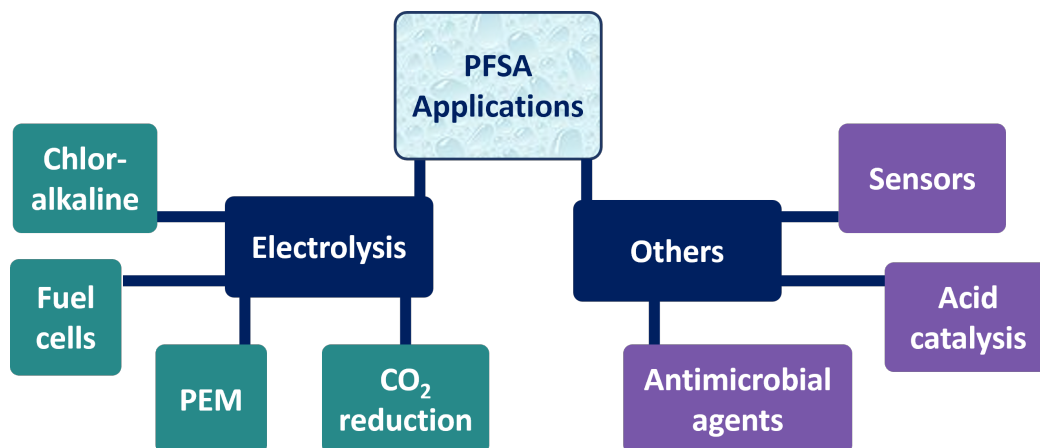 PFSA
Applications
Chlor-
alkaline
Sensors
Electrolysis
Others
Fuel
cells
Acid
catalysis
PEM
CO₂
reduction
Antimicrobial
agents